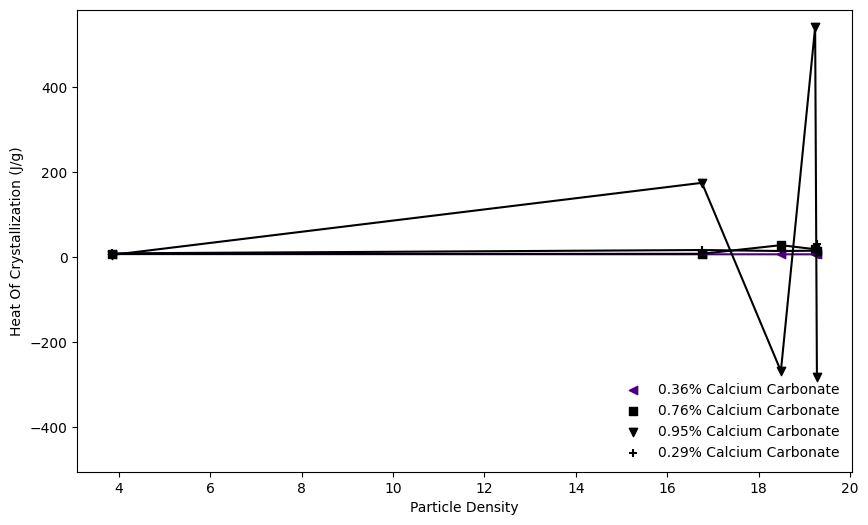 400
200
0
−200
−400
Heat Of Crystallization (J/g)
0.36% Calcium Carbonate
0.76% Calcium Carbonate
0.95% Calcium Carbonate
0.29% Calcium Carbonate
4 6 8 10 12 14 16 18 20
Particle Density